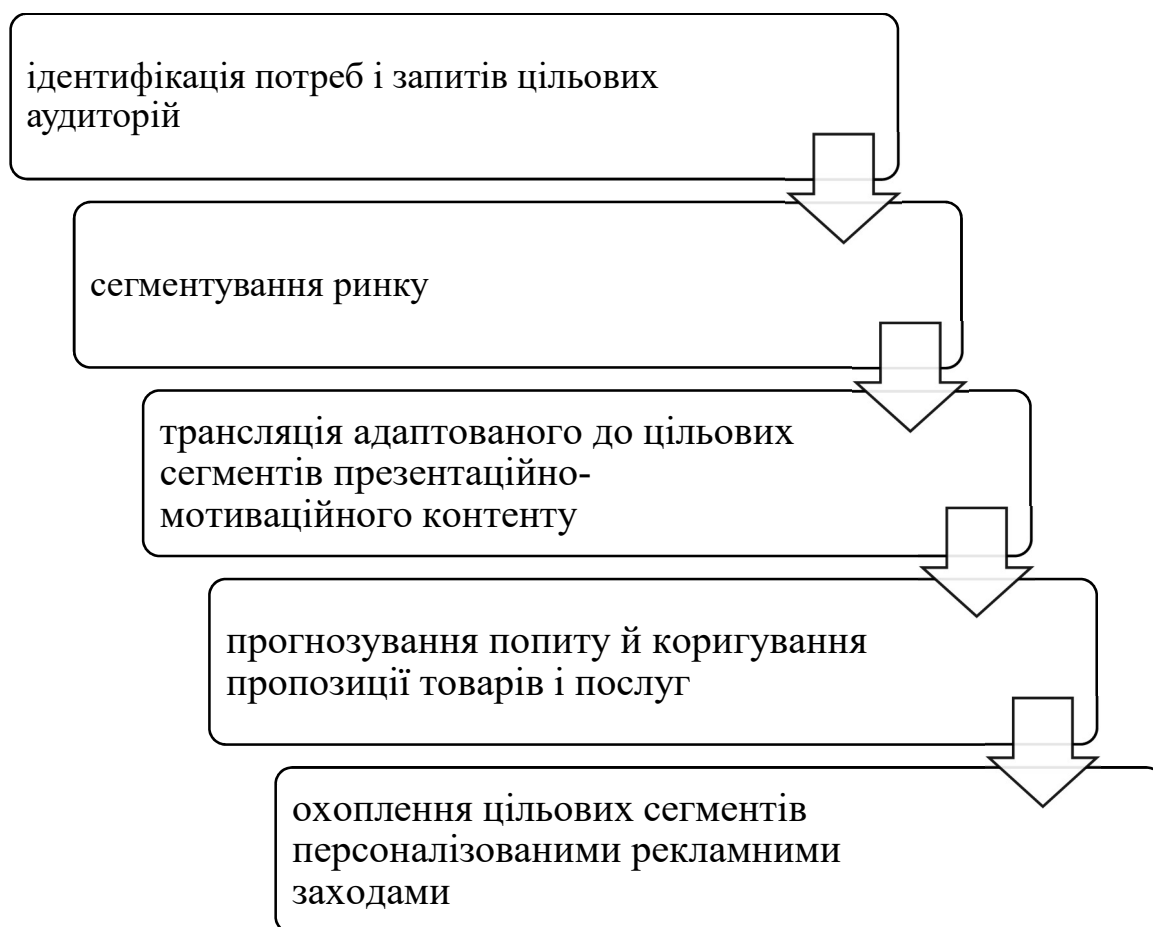 ідентифікація потреб і запитів цільових
аудиторій
сегментування ринку
трансляція адаптованого до цільових
сегментів презентаційно-
мотиваційного контенту
прогнозування попиту й коригування
пропозиції товарів і послуг
охоплення цільових сегментів
персоналізованими рекламними
заходами